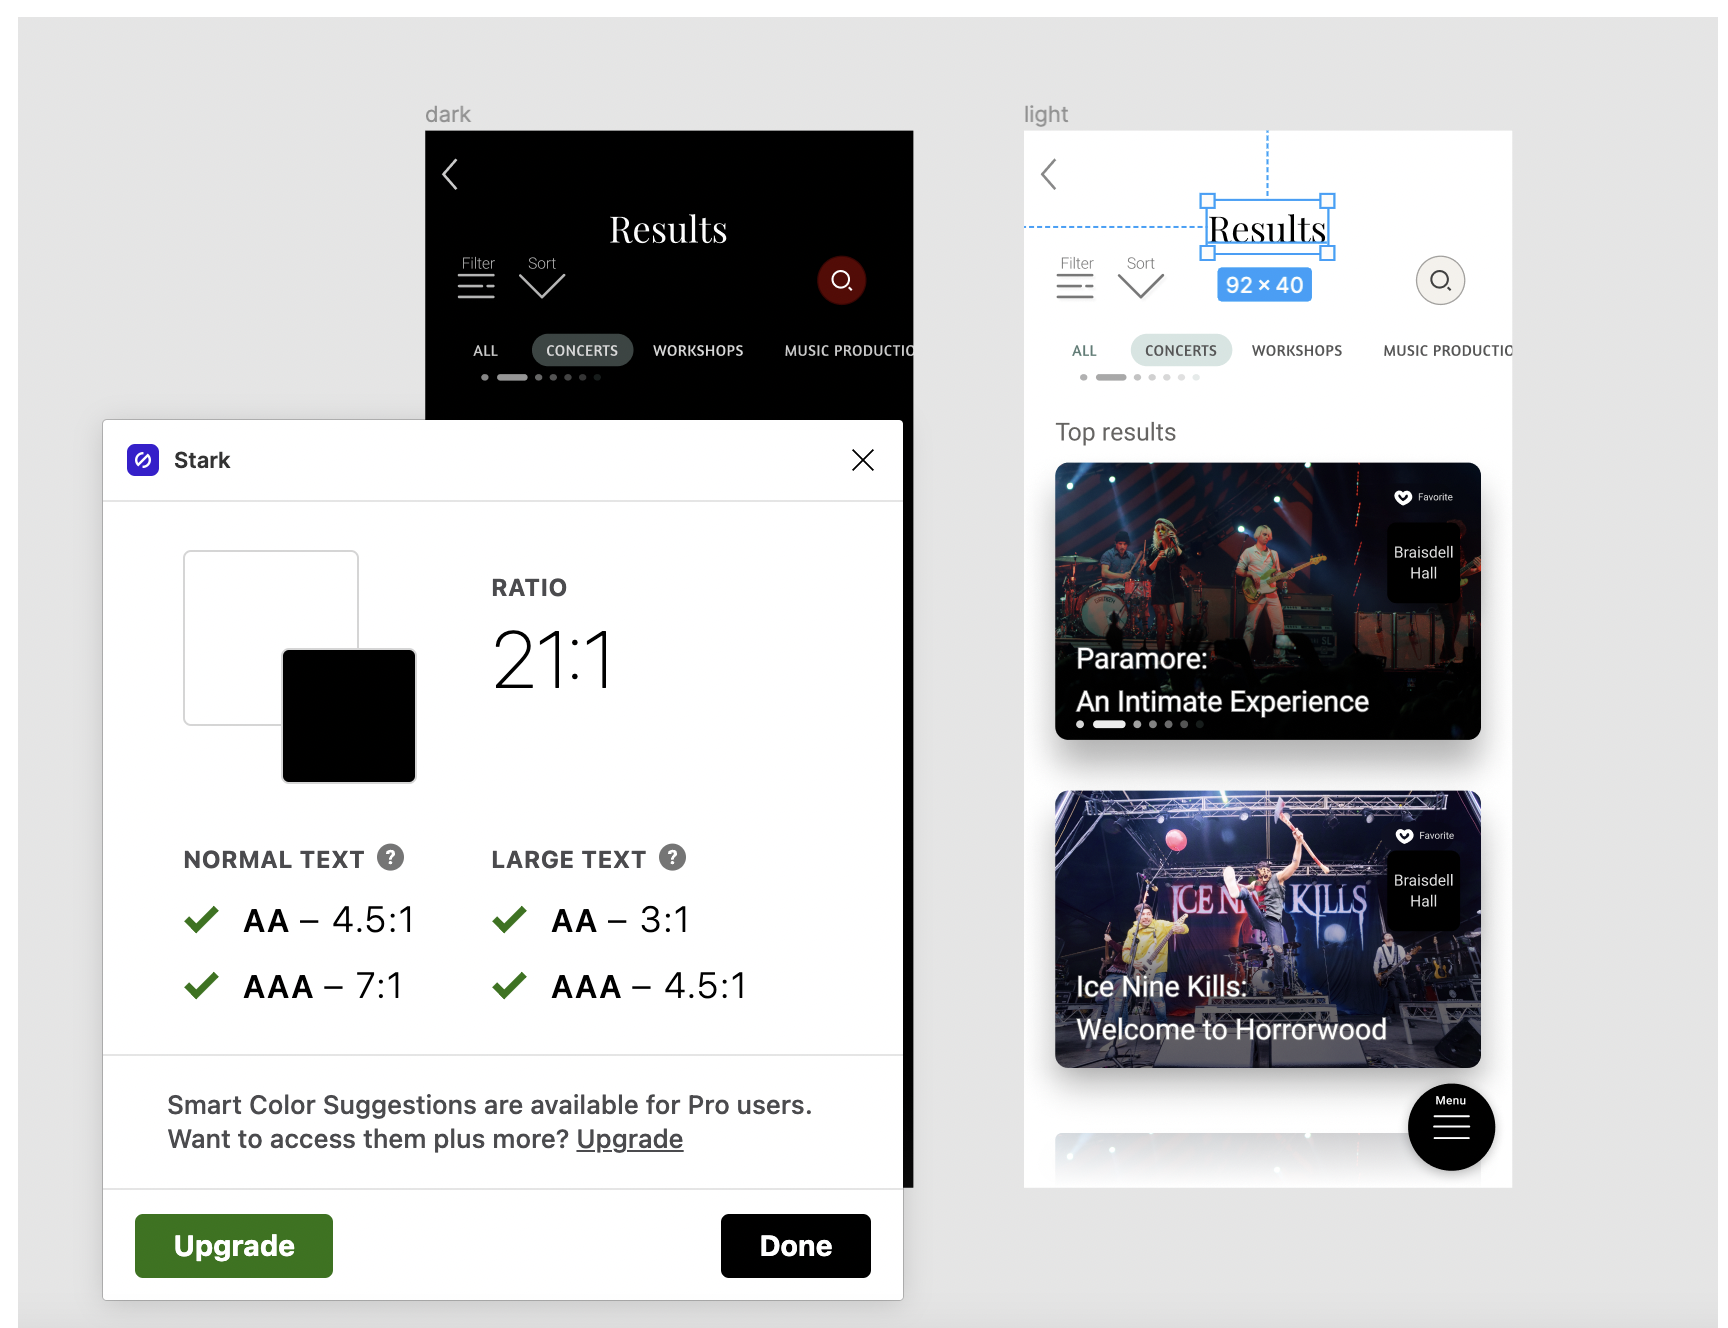 dark
Results
Filter
Sort
ALL
CONCERTS
WORKSHOPS
MUSIC PRODUCTIO
Stark
RATIO
21:1
NORMAL TEXT ?
AA – 4.5:1
AAA – 7:1
LARGE TEXT ?
AA – 3:1
AAA – 4.5:1
Smart Color Suggestions are available for Pro users.
Want to access them plus more? Upgrade
Upgrade
Done
light
Results
92 × 40
Filter
Sort
ALL
CONCERTS
WORKSHOPS
MUSIC PRODUCTIO
Top results
Favorite
Braisdell
Hall
Paramore:
An Intimate Experience
Favorite
Braisdell
Hall
ICE NINE KILLS
Ice Nine Kills:
Welcome to Horrorwood
Menu